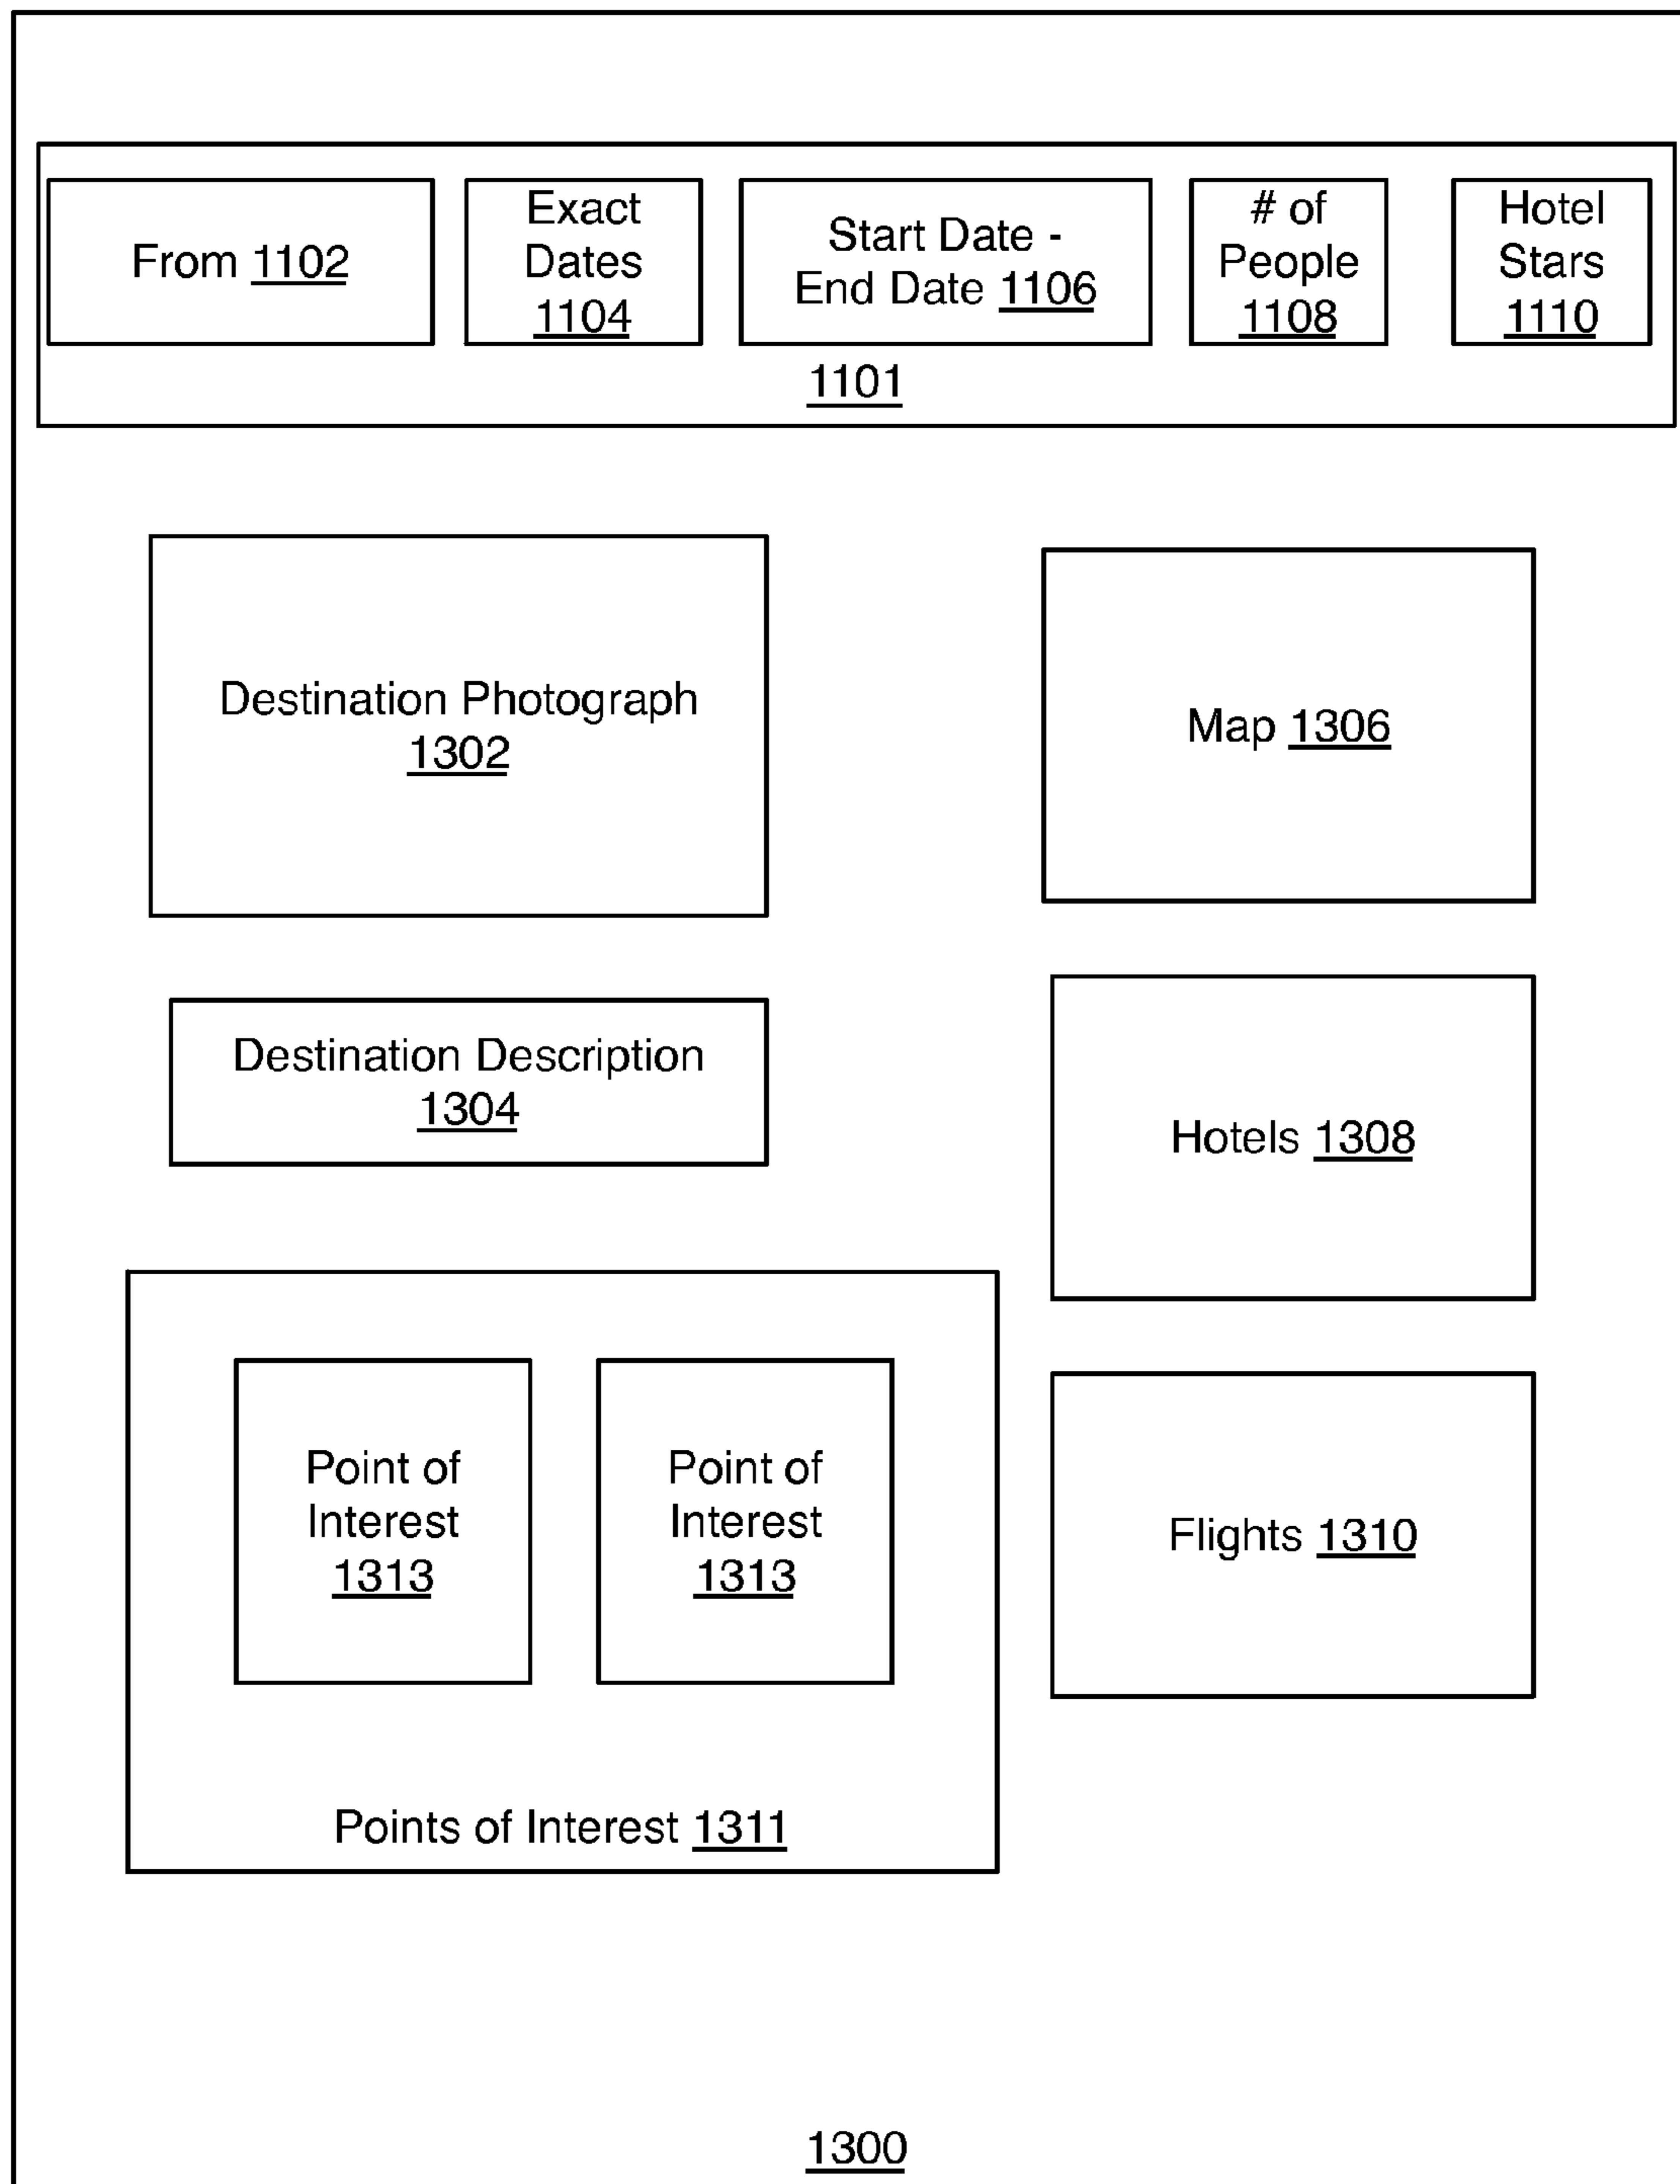 From 1102
Exact
Dates
1104
Start Date -
End Date 1106
# of
People
1108
Hotel
Stars
1110
1101
Destination Photograph
1302
Map 1306
Destination Description
1304
Hotels 1308
Point of
Interest
1313
Point of
Interest
1313
Flights 1310
Points of Interest 1311
1300